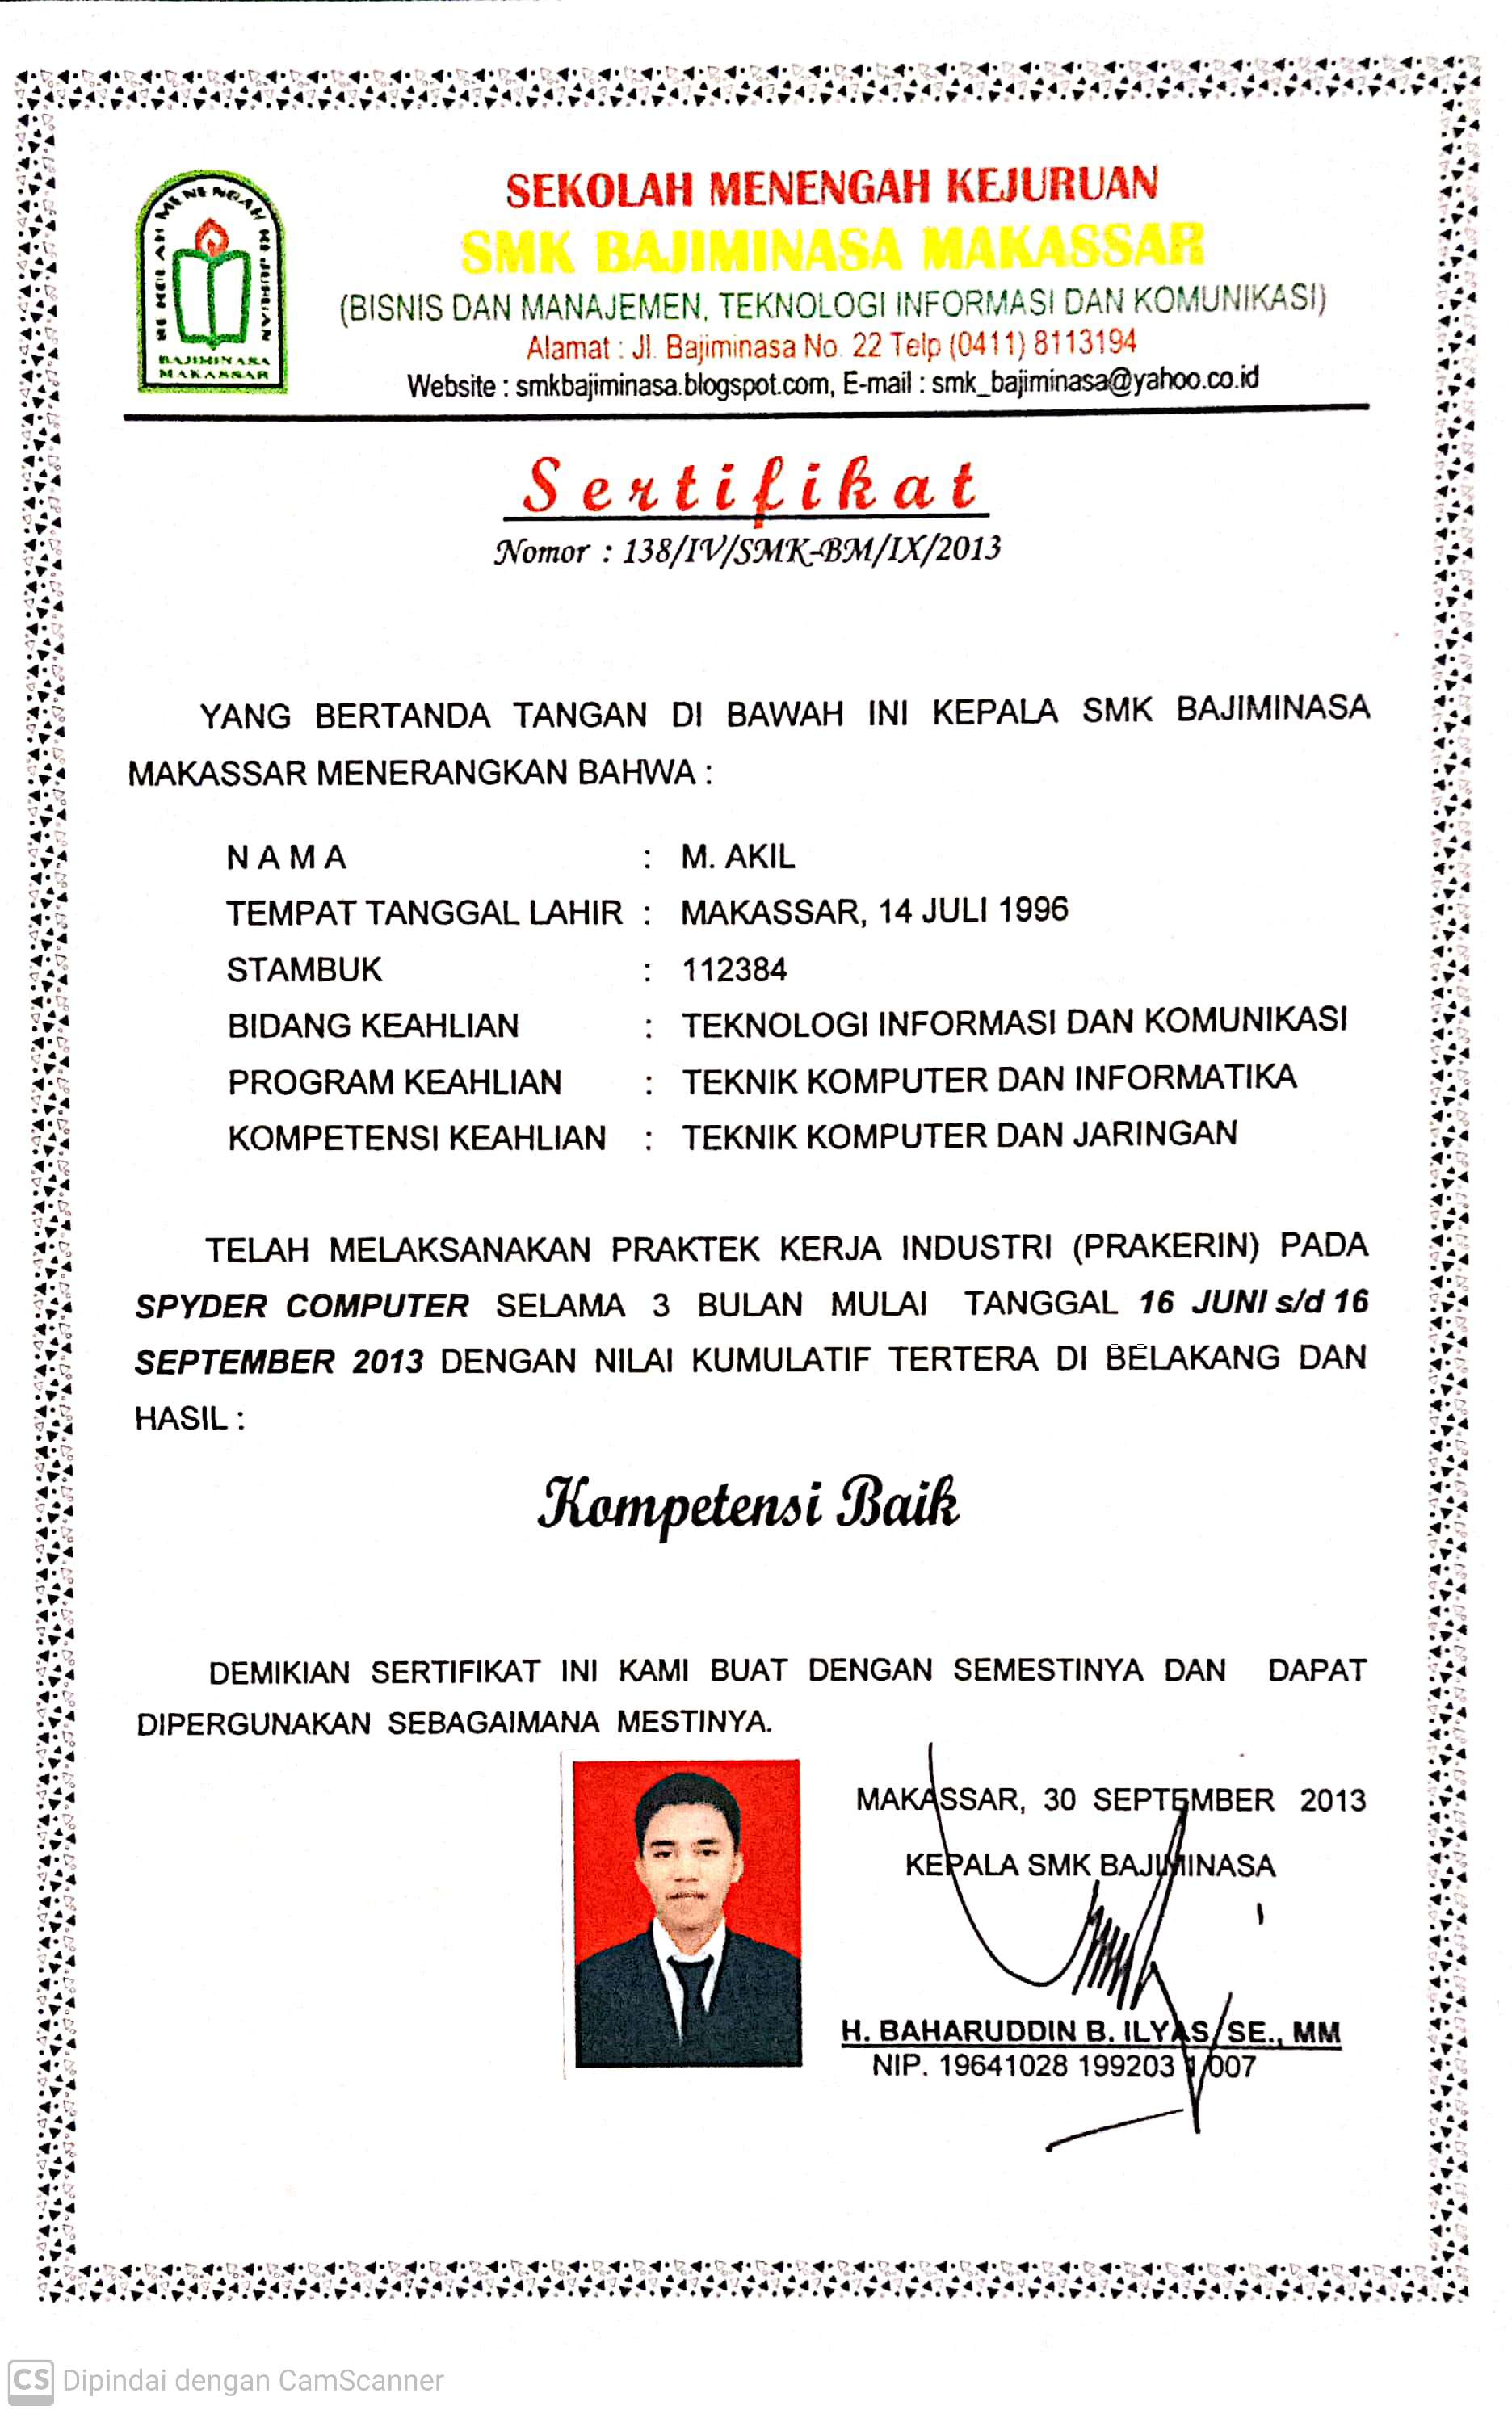 SEKOLAH MENENGAH KEJURUAN
BAJIMINASA
MAKASSAR
SEKOLAH MENENGAH KEJURUAN
SMK BAJIMINASA MAKASSAR
(BISNIS DAN MANAJEMEN, TEKNOLOGI INFORMASI DAN KOMUNIKASI)
Alamat : Jl. Bajiminasa No. 22 Telp (0411) 8113194
Website : smkbajiminasa.blogspot.com, E-mail : smk_bajiminasa@yahoo.co.id
Sertifikat
Nomor : 138/IV/SMK-BM/IX/2013
YANG BERTANDA TANGAN DI BAWAH INI KEPALA SMK BAJIMINASA
MAKASSAR MENERANGKAN BAHWA :
N A M A : M. AKIL
TEMPAT TANGGAL LAHIR : MAKASSAR, 14 JULI 1996
STAMBUK : 112384
BIDANG KEAHLIAN : TEKNOLOGI INFORMASI DAN KOMUNIKASI
PROGRAM KEAHLIAN : TEKNIK KOMPUTER DAN INFORMATIKA
KOMPETENSI KEAHLIAN : TEKNIK KOMPUTER DAN JARINGAN
TELAH MELAKSANAKAN PRAKTEK KERJA INDUSTRI (PRAKERIN) PADA
SPYDER COMPUTER SELAMA 3 BULAN MULAI TANGGAL 16 JUNI s/d 16
SEPTEMBER 2013 DENGAN NILAI KUMULATIF TERTERA DI BELAKANG DAN
HASIL :
Kompetensi Baik
DEMIKIAN SERTIFIKAT INI KAMI BUAT DENGAN SEMESTINYA DAN DAPAT
DIPERGUNAKAN SEBAGAIMANA MESTINYA.
MAKASSAR, 30 SEPTEMBER 2013
KEPALA SMK BAJIMINASA
H. BAHARUDDIN B. ILYAS, SE., MM
NIP. 19641028 199203 1 007
CS Dipindai dengan CamScanner